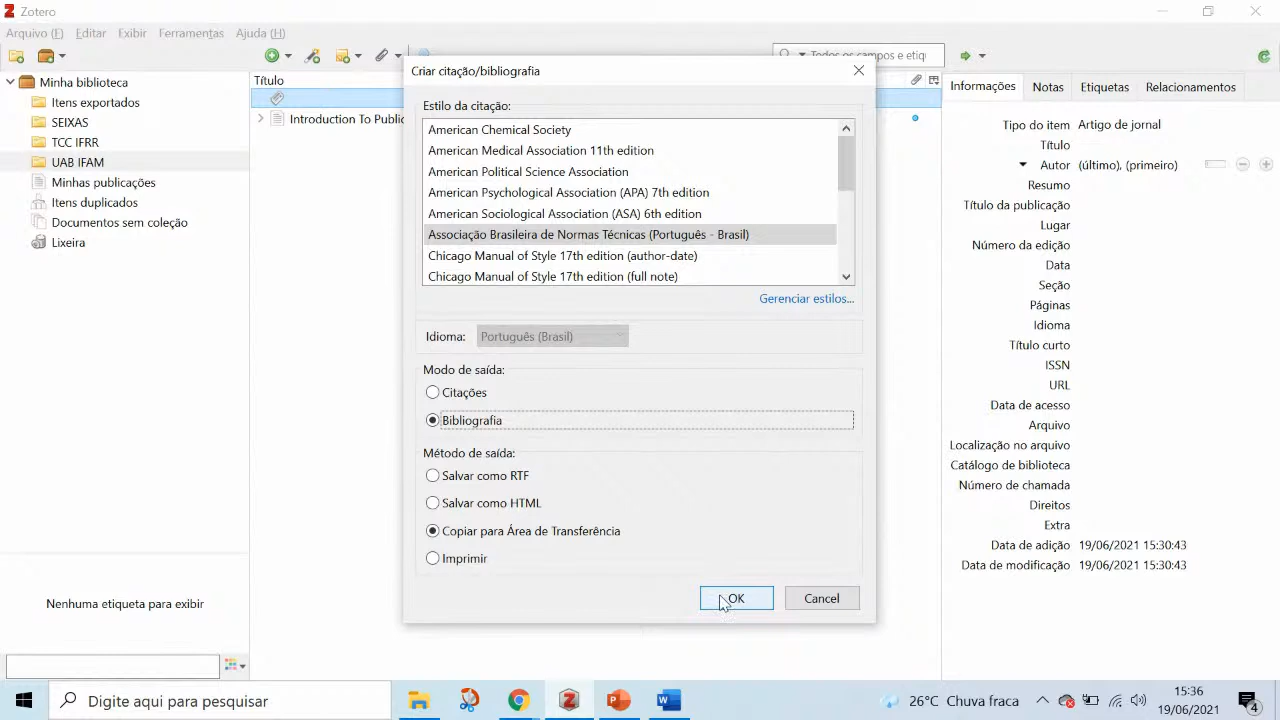 Zotero
Arquivo (F) Editar Exibir Ferramentas Ajuda (H)
Todos os campos e etiq
Minha biblioteca
Itens exportados
SEIXAS
TCC IFRR
UAB IFAM
Minhas publicações
Itens duplicados
Documentos sem coleção
Lixeira
Nenhuma etiqueta para exibir
Título
Introduction To Public
Criar citação/bibliografia
Estilo da citação:
American Chemical Society
American Medical Association 11th edition
American Political Science Association
American Psychological Association (APA) 7th edition
American Sociological Association (ASA) 6th edition
Associação Brasileira de Normas Técnicas (Português - Brasil)
Chicago Manual of Style 17th edition (author-date)
Chicago Manual of Style 17th edition (full note)
Gerenciar estilos...
Idioma: Português (Brasil)
Modo de saída:
Citações
Bibliografia
Método de saída:
Salvar como RTF
Salvar como HTML
Copiar para Área de Transferência
Imprimir
OK Cancel
Informações Notas Etiquetas Relacionamentos
Tipo do item Artigo de jornal
Título
Autor (último), (primeiro)
Resumo
Título da publicação
Lugar
Número da edição
Data
Seção
Páginas
Idioma
Título curto
ISSN
URL
Data de acesso
Arquivo
Localização no arquivo
Catálogo de biblioteca
Número de chamada
Direitos
Extra
Data de adição 19/06/2021 15:30:43
Data de modificação 19/06/2021 15:30:43
Digite aqui para pesquisar
26°C Chuva fraca
15:36
19/06/2021
4